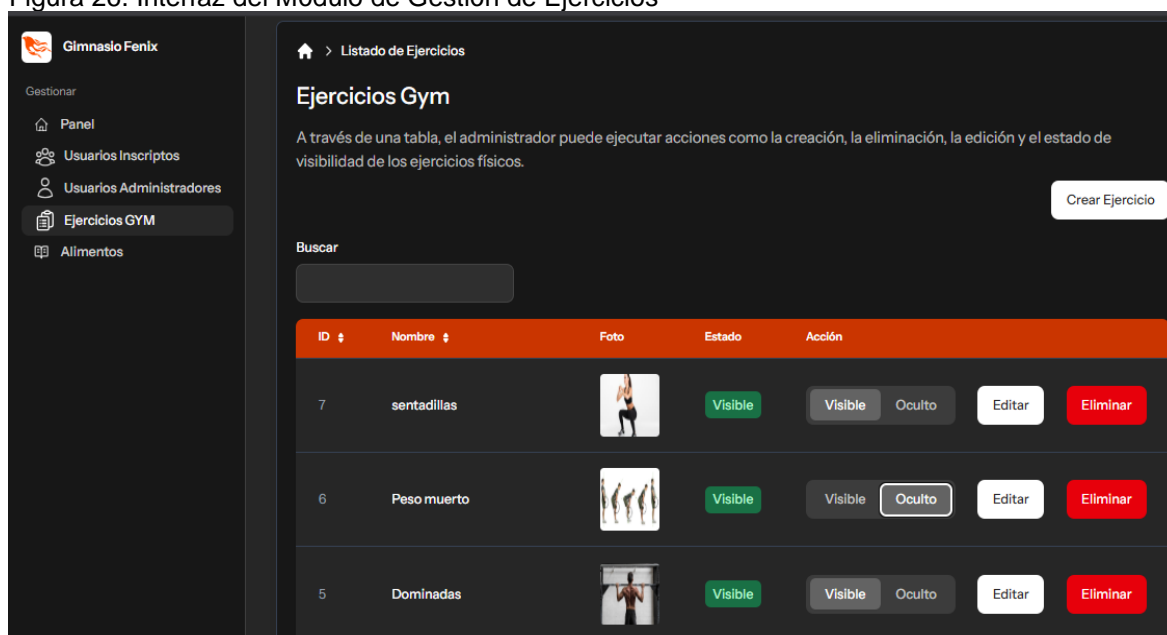 Figura 26. Interfaz del Módulo de Gestión de Ejercicios
Gimnasio Fenix
Gestionar
Panel
Usuarios Inscriptos
Usuarios Administradores
Ejercicios GYM
Alimentos
> Listado de Ejercicios
Ejercicios Gym
A través de una tabla, el administrador puede ejecutar acciones como la creación, la eliminación, la edición y el estado de
visibilidad de los ejercicios físicos.
Crear Ejercicio
Buscar
ID Nombre Foto Estado Acción
7 sentadillas Visible Visible Oculto Editar Eliminar
6 Peso muerto Visible Visible Oculto Editar Eliminar
5 Dominadas Visible Visible Oculto Editar Eliminar